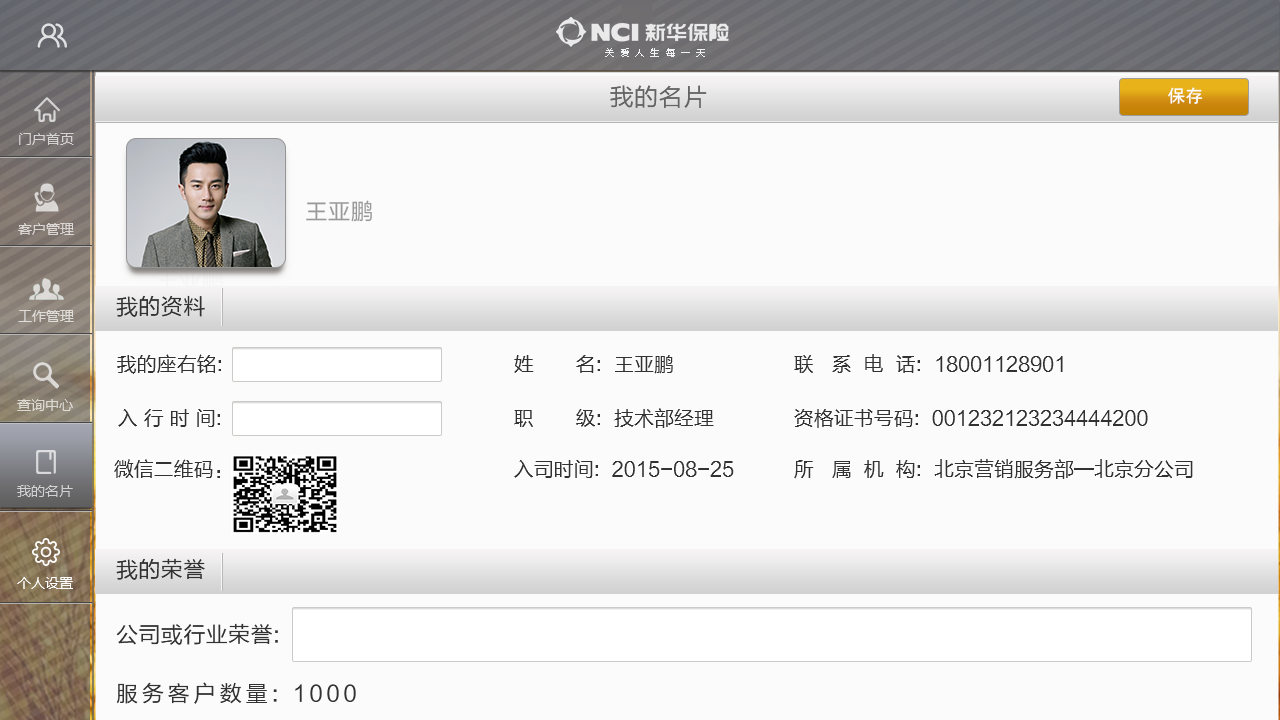 NCI 新华保险
关爱人生每一天
门户首页
客户管理
工作管理
查询中心
我的名片
个人设置
我的名片
保存
王亚鹏
我的资料
我的座右铭:
姓 名: 王亚鹏
联 系 电 话: 18001128901
入 行 时 间:
职 级: 技术部经理
资格证书号码: 001232123234444200
微信二维码:
入司时间: 2015-08-25
所 属 机 构: 北京营销服务部—北京分公司
我的荣誉
公司或行业荣誉:
服务客户数量: 1000